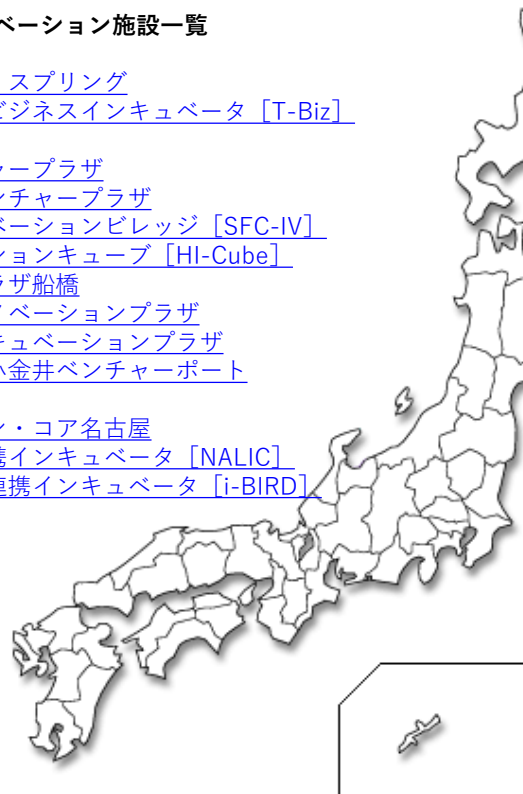 ベーション施設一覧
スプリング
ビジネスインキュベータ［T-Biz］
ャープラザ
ンチャープラザ
ベーションビレッジ［SFC-IV］
ションキューブ［HI-Cube］
ラザ船橋
ノベーションプラザ
キュベーションプラザ
小金井ベンチャーポート
ン・コア名古屋
携インキュベータ［NALIC］
連携インキュベータ［i-BIRD］